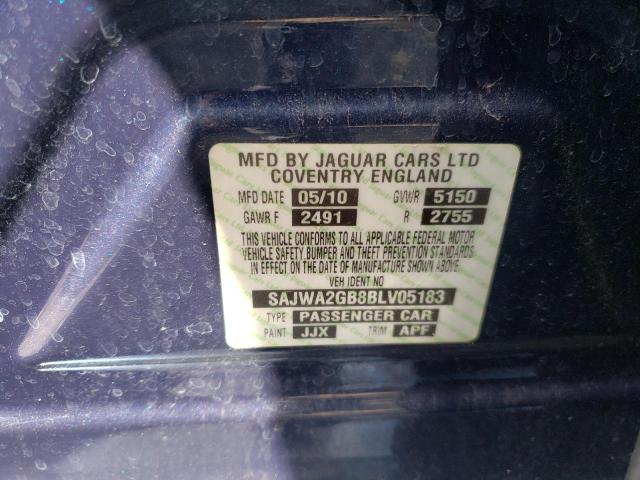 MFD BY JAGUAR CARS LTD
COVENTRY ENGLAND
MFD DATE 05/10 GVWR 5150
GAWR F 2491 R 2755
THIS VEHICLE CONFORMS TO ALL APPLICABLE FEDERAL MOTOR
VEHICLE SAFETY BUMPER AND THEFT PREVENTION STANDARDS
IN EFFECT ON THE DATE OF MANUFACTURE SHOWN ABOVE.
VEH IDENT NO
SAJWA2GB8BLV05183
TYPE PASSENGER CAR
PAINT JJX TRIM APF